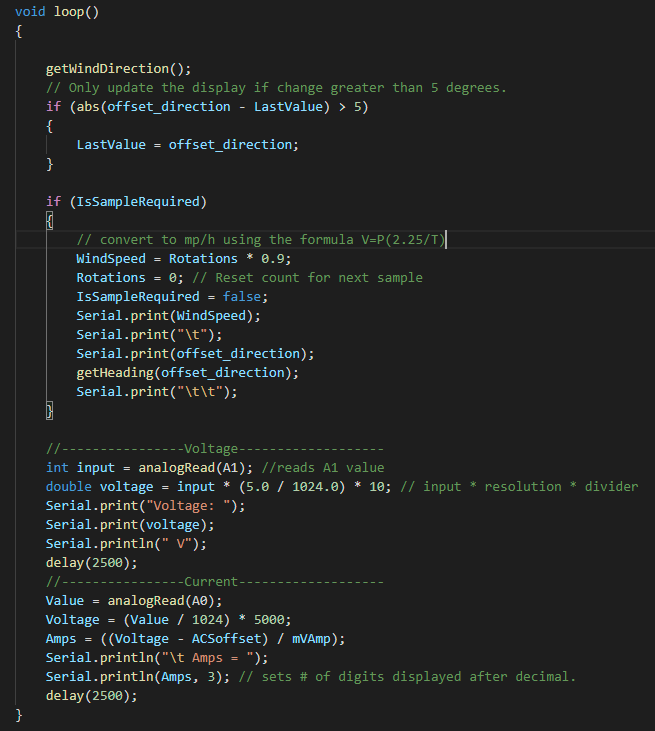 void loop()
{
getWindDirection();
// Only update the display if change greater than 5 degrees.
if (abs(offset_direction - LastValue) > 5)
{
LastValue = offset_direction;
}
if (IsSampleRequired)
{
// convert to mp/h using the formula V=P(2.25/T)
WindSpeed = Rotations * 0.9;
Rotations = 0; // Reset count for next sample
IsSampleRequired = false;
Serial.print(WindSpeed);
Serial.print("\t");
Serial.print(offset_direction);
getHeading(offset_direction);
Serial.print("\t\t");
}
//----------------Voltage-------------------
int input = analogRead(A1); //reads A1 value
double voltage = input * (5.0 / 1024.0) * 10; // input * resolution * divider
Serial.print("Voltage: ");
Serial.print(voltage);
Serial.println(" V");
delay(2500);
//----------------Current-------------------
Value = analogRead(A0);
Voltage = (Value / 1024) * 5000;
Amps = ((Voltage - ACSoffset) / mVAmp);
Serial.println("\t Amps = ");
Serial.println(Amps, 3); // sets # of digits displayed after decimal.
delay(2500);
}